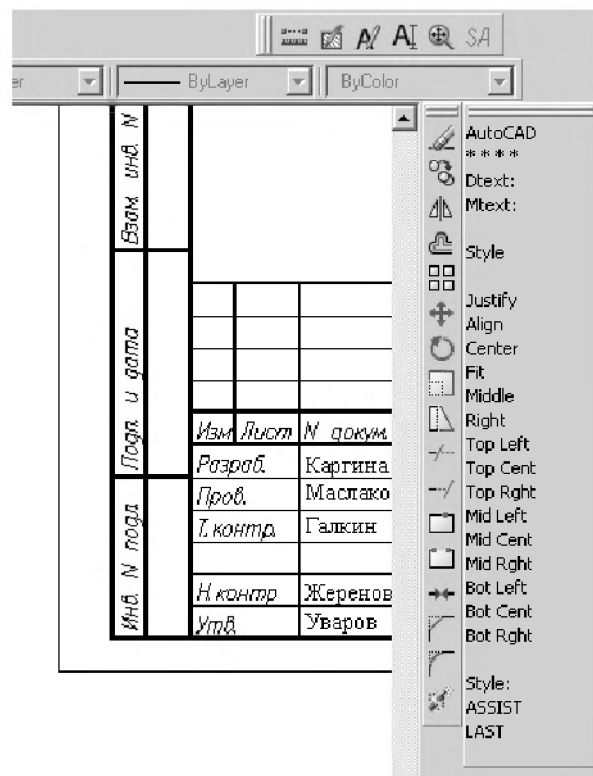 SA
er ByLayer ByColor
AutoCAD
* * * *
Dtext:
Mtext:
Style
Justify
Align
Center
Fit
Middle
Right
Top Left
Top Cent
Top Rght
Mid Left
Mid Cent
Mid Rght
Bot Left
Bot Cent
Bot Rght
Style:
ASSIST
LAST
Взам. инв. N
Подп. и дата
Инв. N подл
Изм Лист N докум.
Разраб. Каргина
Пров. Маслако
Т. контр. Галкин
Н. контр Жеренов
Утв. Уваров